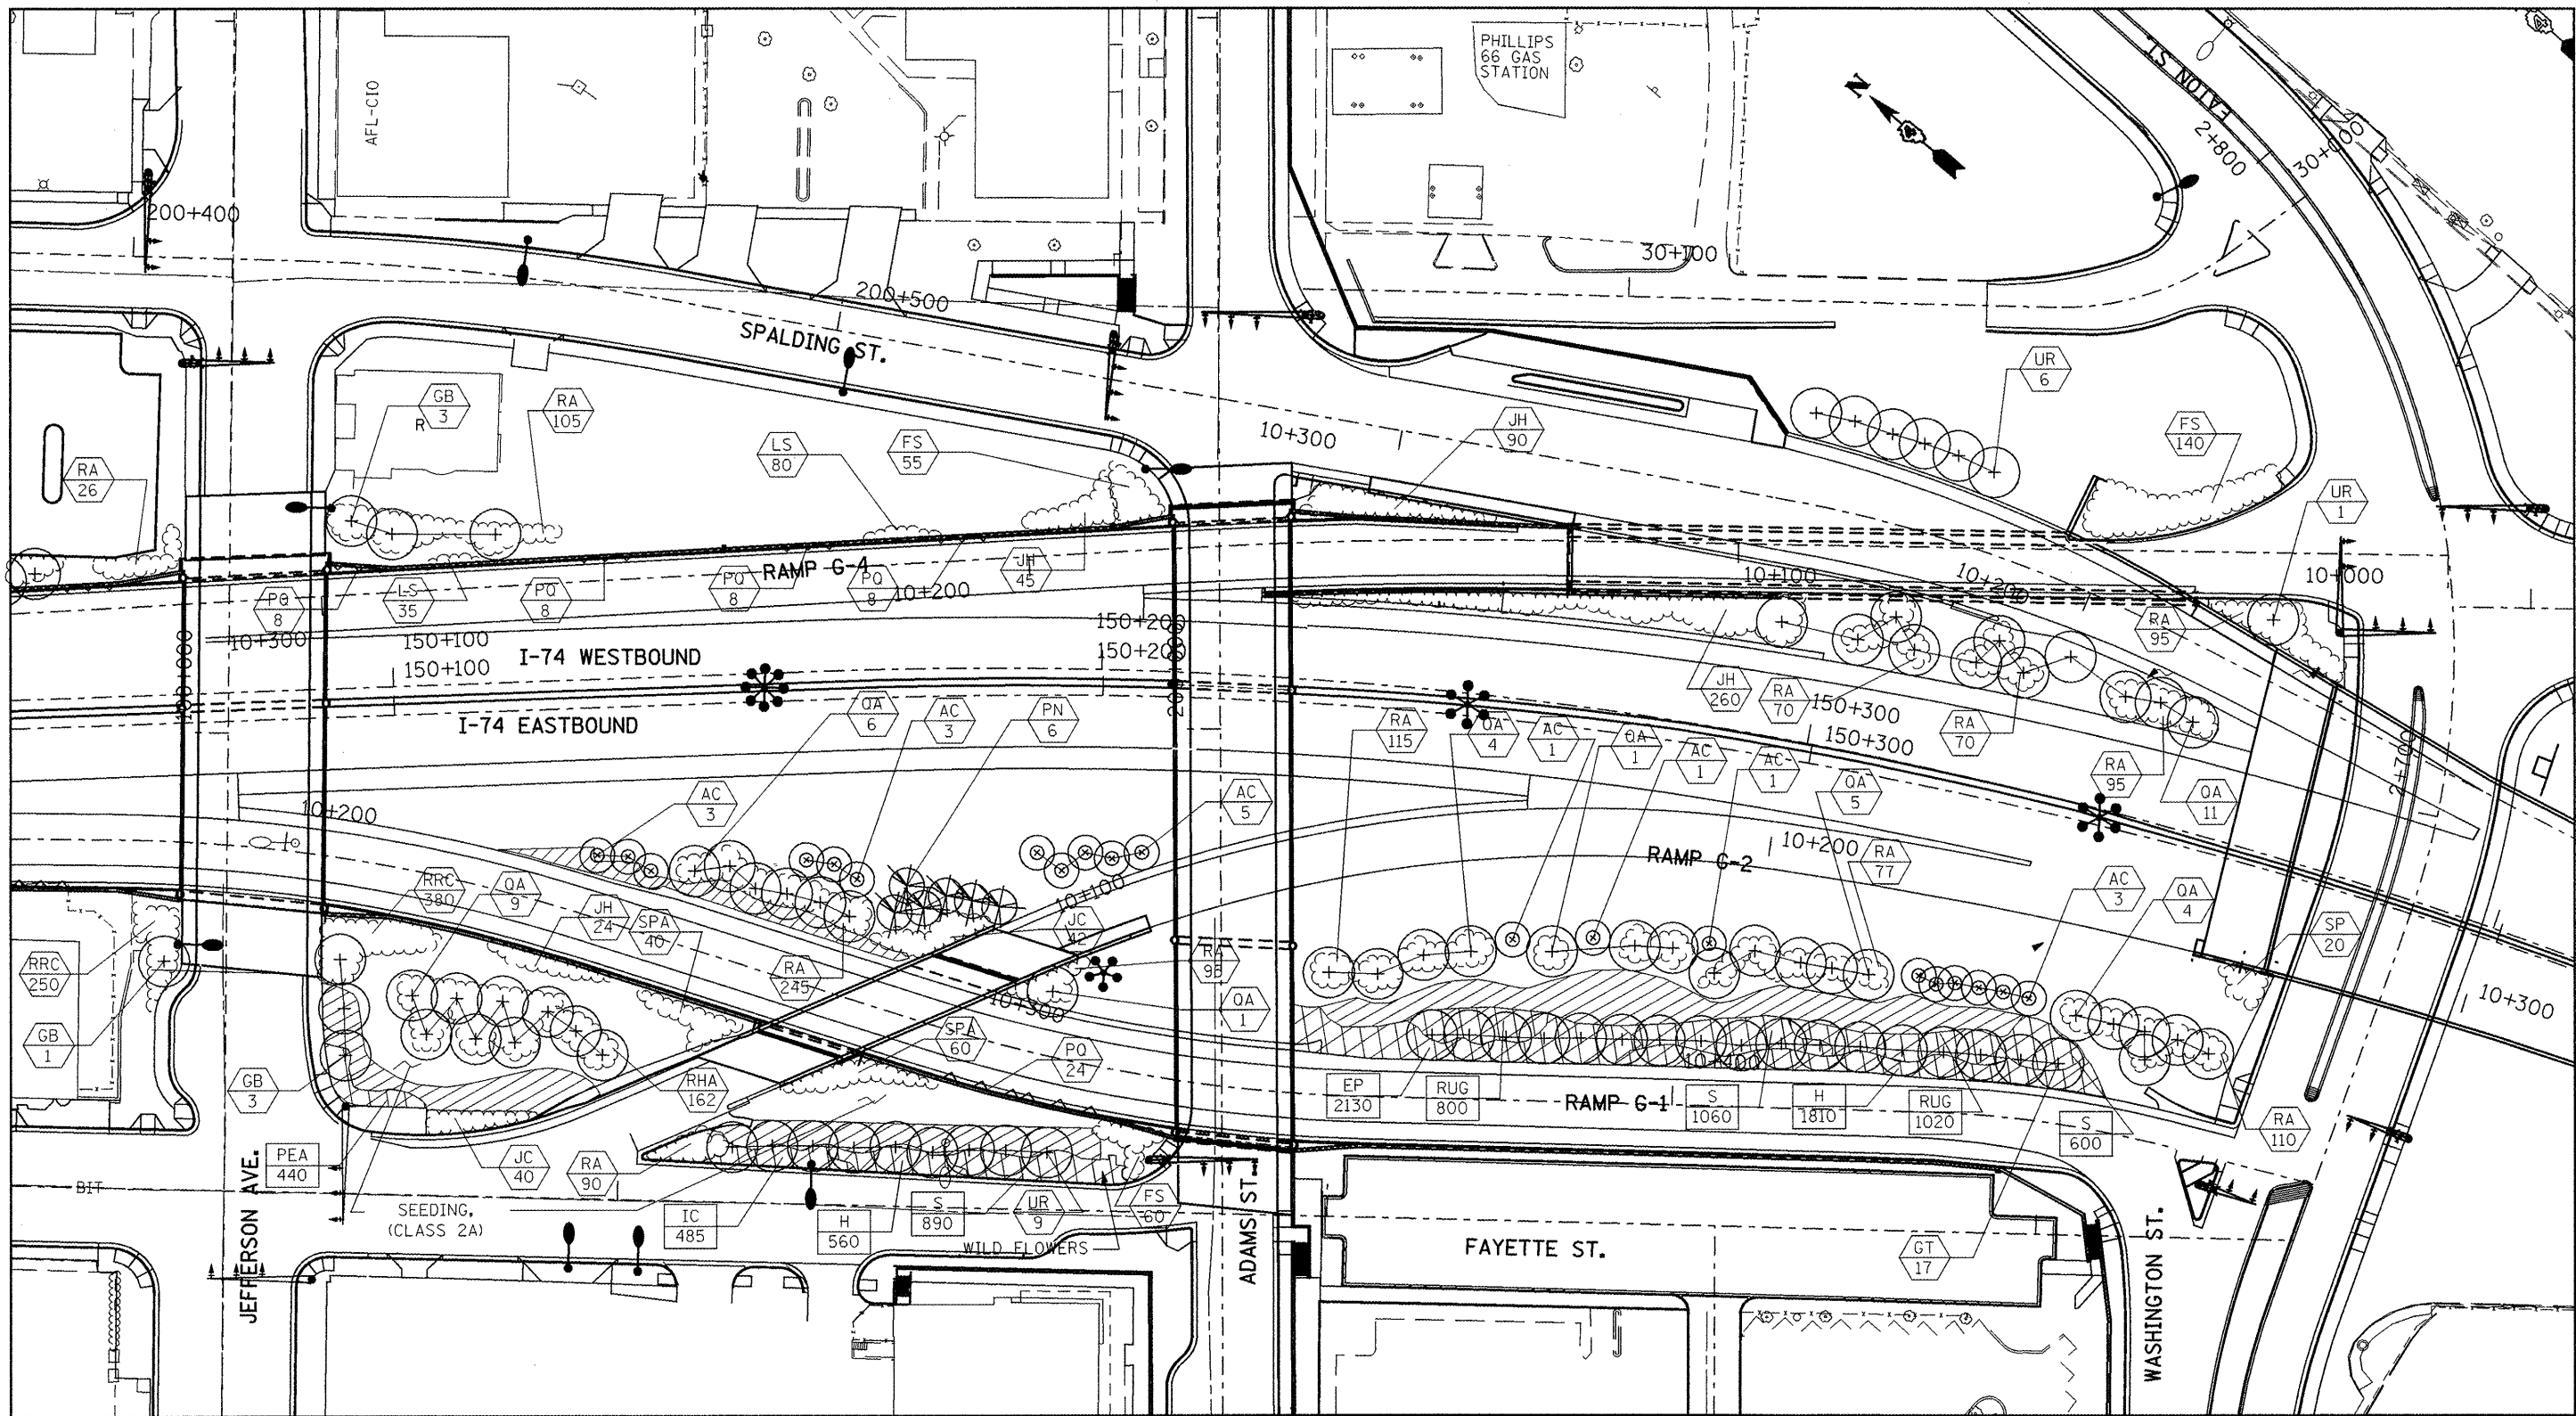 PHILLIPS
66 GAS
STATION
AFL-CIO
N
EATON ST.
2+800
30+00
200+400
30+100
200+500
SPALDING ST.
UR
6
GB
3
R
RA
105
JH
90
10+300
FS
140
LS
80
FS
55
RA
26
UR
1
RAMP G-4
JH
45
10+100
10+200
10+000
PQ
8
LS
35
PQ
8
PQ
8
PQ
8
10+200
RA
95
10+300
150+100
150+200
I-74 WESTBOUND
150+100
150+200
JH
260
RA
70
150+300
RA
70
I-74 EASTBOUND
QA
6
AC
3
PN
6
RA
115
QA
4
AC
1
QA
1
AC
1
AC
1
150+300
RA
95
QA
11
2+700
AC
3
AC
5
QA
5
10+200
RAMP G-2
10+200
RA
77
RRC
380
QA
9
JH
24
SPA
40
10+100
JC
42
AC
3
QA
4
SP
20
RRC
250
RA
245
RA
95
10+300
10+300
QA
1
GB
1
SPA
60
PQ
24
10+100
GB
3
RHA
162
EP
2130
RUG
800
RAMP G-1
S
1060
H
1810
RUG
1020
S
600
RA
110
PEA
440
JC
40
RA
90
BIT
SEEDING,
(CLASS 2A)
IC
485
H
560
S
890
UR
9
FS
60
WILD FLOWERS
FAYETTE ST.
GT
17
JEFFERSON AVE.
ADAMS ST.
WASHINGTON ST.